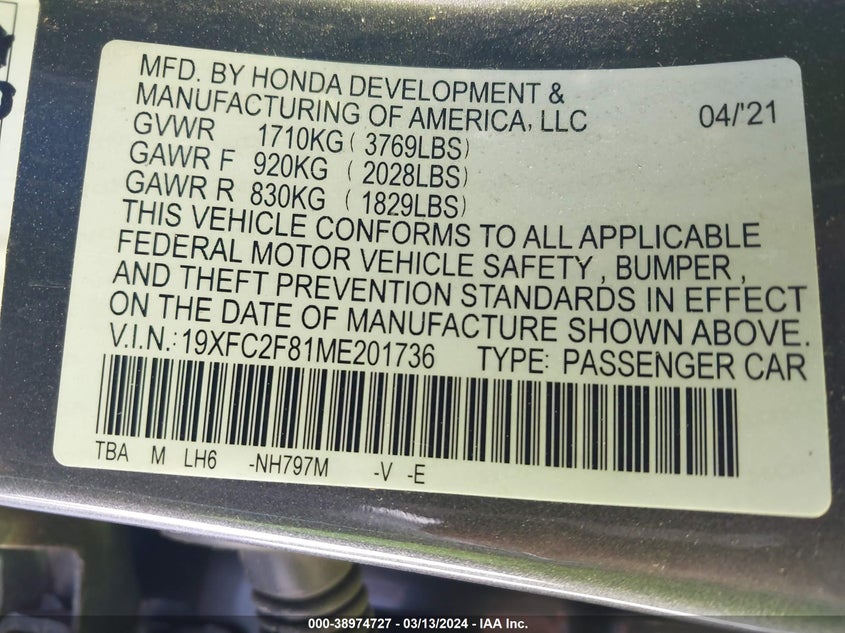 MFD. BY HONDA DEVELOPMENT &
MANUFACTURING OF AMERICA, LLC 04/'21
GVWR 1710KG ( 3769LBS)
GAWR F 920KG ( 2028LBS)
GAWR R 830KG ( 1829LBS)
THIS VEHICLE CONFORMS TO ALL APPLICABLE
FEDERAL MOTOR VEHICLE SAFETY , BUMPER ,
AND THEFT PREVENTION STANDARDS IN EFFECT
ON THE DATE OF MANUFACTURE SHOWN ABOVE.
V.I.N.: 19XFC2F81ME201736 TYPE: PASSENGER CAR
TBA M LH6 -NH797M -V -E
000-38974727 - 03/13/2024 - IAA Inc.